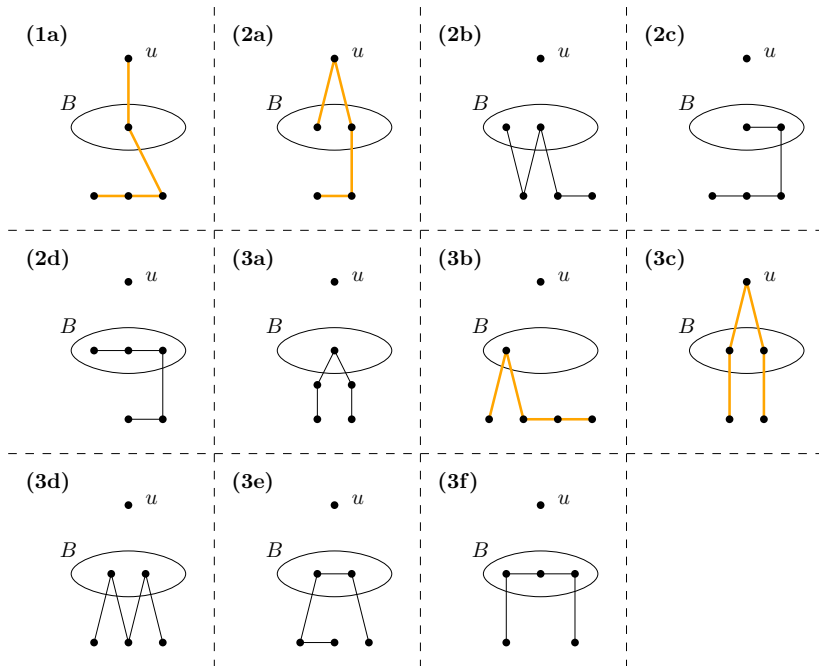 (1a) (2a) (2b) (2c)
u u u u
B B B B
(2d) (3a) (3b) (3c)
u u u u
B B B B
(3d) (3e) (3f)
u u u
B B B